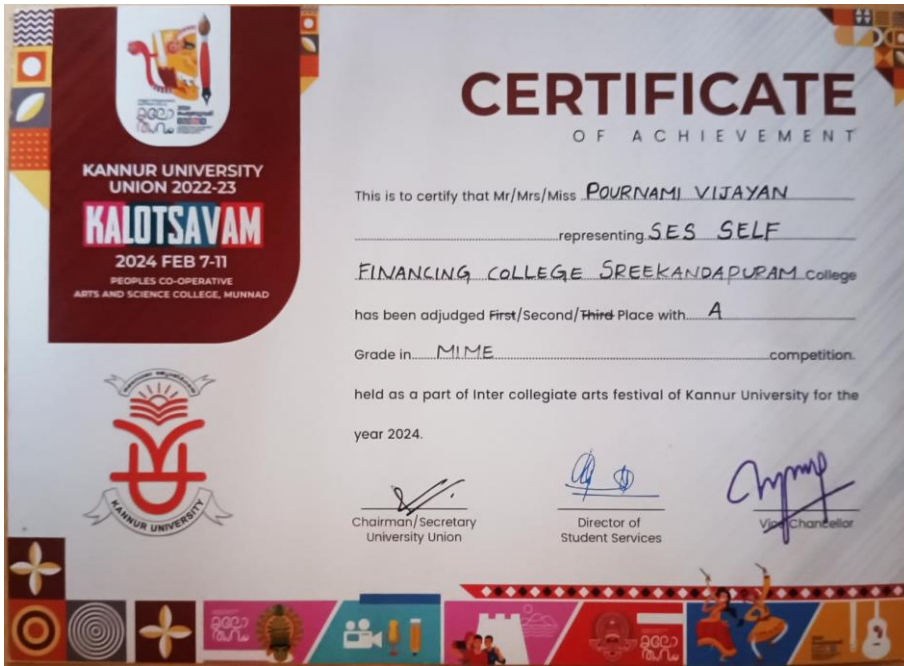 KANNUR UNIVERSITY
UNION 2022-23
KALOTSAVAM
2024 FEB 7-11
PEOPLES CO-OPERATIVE
ARTS AND SCIENCE COLLEGE, MUNNAD
KANNUR UNIVERSITY
CERTIFICATE
OF ACHIEVEMENT
This is to certify that Mr/Mrs/Miss POURNAMI VIJAYAN
representing SES SELF
FINANCING COLLEGE SREEKANDAPURAM College
has been adjudged First/Second/Third Place with A
Grade in MIME competition.
held as a part of Inter collegiate arts festival of Kannur University for the
year 2024.
Chairman/Secretary
University Union
Director of
Student Services
Vice Chancellor